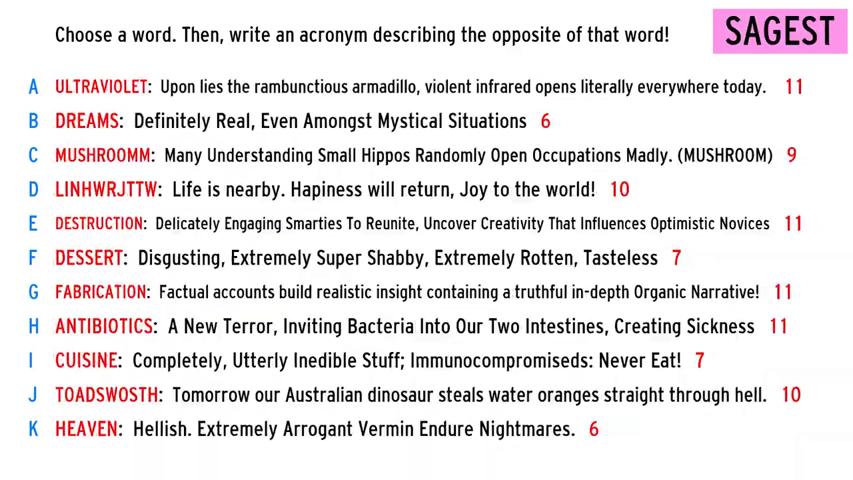 Choose a word. Then, write an acronym describing the opposite of that word!
SAGEST
A ULTRAVIOLET: Upon lies the rambunctious armadillo, violent infrared opens literally everywhere today. 11
B DREAMS: Definitely Real, Even Amongst Mystical Situations 6
C MUSHROOMM: Many Understanding Small Hippos Randomly Open Occupations Madly. (MUSHROOM) 9
D LINHWRJTTW: Life is nearby. Hapiness will return, Joy to the world! 10
E DESTRUCTION: Delicately Engaging Smarties To Reunite, Uncover Creativity That Influences Optimistic Novices 11
F DESSERT: Disgusting, Extremely Super Shabby, Extremely Rotten, Tasteless 7
G FABRICATION: Factual accounts build realistic insight containing a truthful in-depth Organic Narrative! 11
H ANTIBIOTICS: A New Terror, Inviting Bacteria Into Our Two Intestines, Creating Sickness 11
I CUISINE: Completely, Utterly Inedible Stuff; Immunocompromiseds: Never Eat! 7
J TOADSWOSTH: Tomorrow our Australian dinosaur steals water oranges straight through hell. 10
K HEAVEN: Hellish. Extremely Arrogant Vermin Endure Nightmares. 6